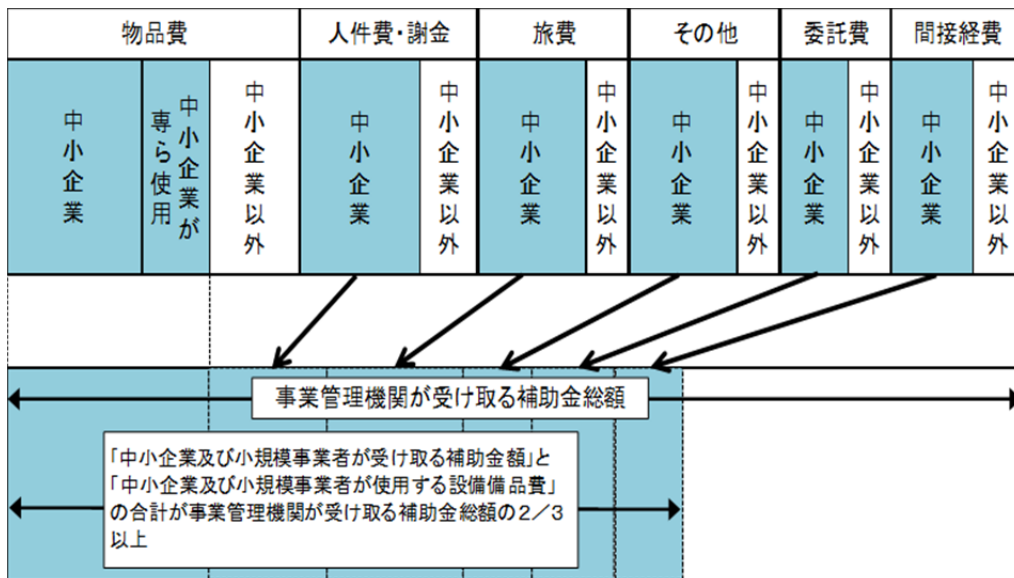 物品費
人件費・謝金
旅費
その他
委託費
間接経費
中小企業
中小企業が
専ら使用
中小企業以外
中小企業
中小企業以外
中小企業
中小企業以外
中小企業
中小企業以外
中小企業
中小企業以外
中小企業
中小企業以外
事業管理機関が受け取る補助金総額
「中小企業及び小規模事業者が受け取る補助金額」と
「中小企業及び小規模事業者が使用する設備備品費」
の合計が事業管理機関が受け取る補助金総額の2/3
以上